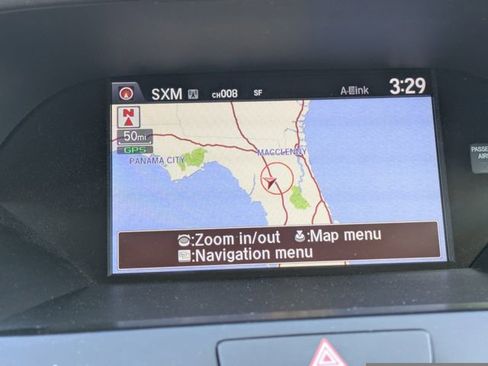 SXM CH008 SF A-link 3:29
N
50mi
GPS
PANAMA CITY
MACCLENNY
:Zoom in/out :Map menu
:Navigation menu
PASSE
AIR